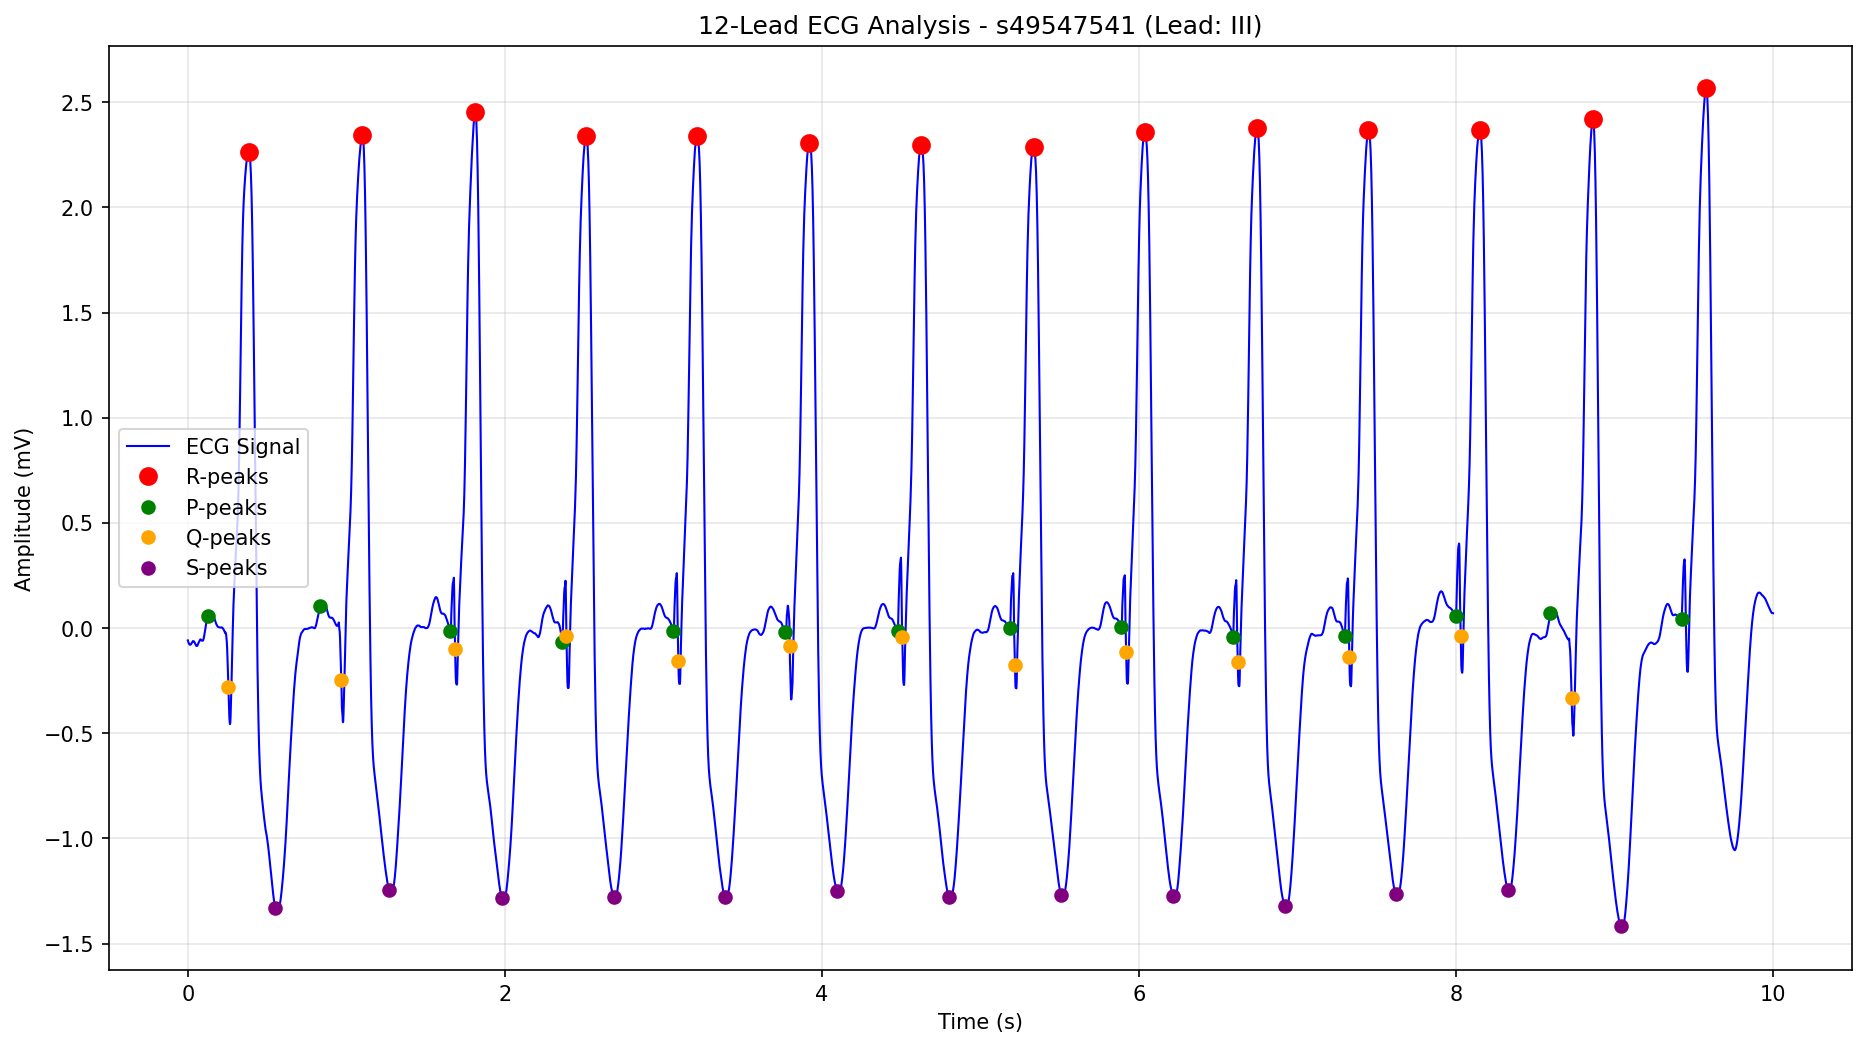 12-Lead ECG Analysis - s49547541 (Lead: III)
Amplitude (mV)
2.5
2.0
1.5
1.0
0.5
0.0
−0.5
−1.0
−1.5
ECG Signal
R-peaks
P-peaks
Q-peaks
S-peaks
0 2 4 6 8 10
Time (s)